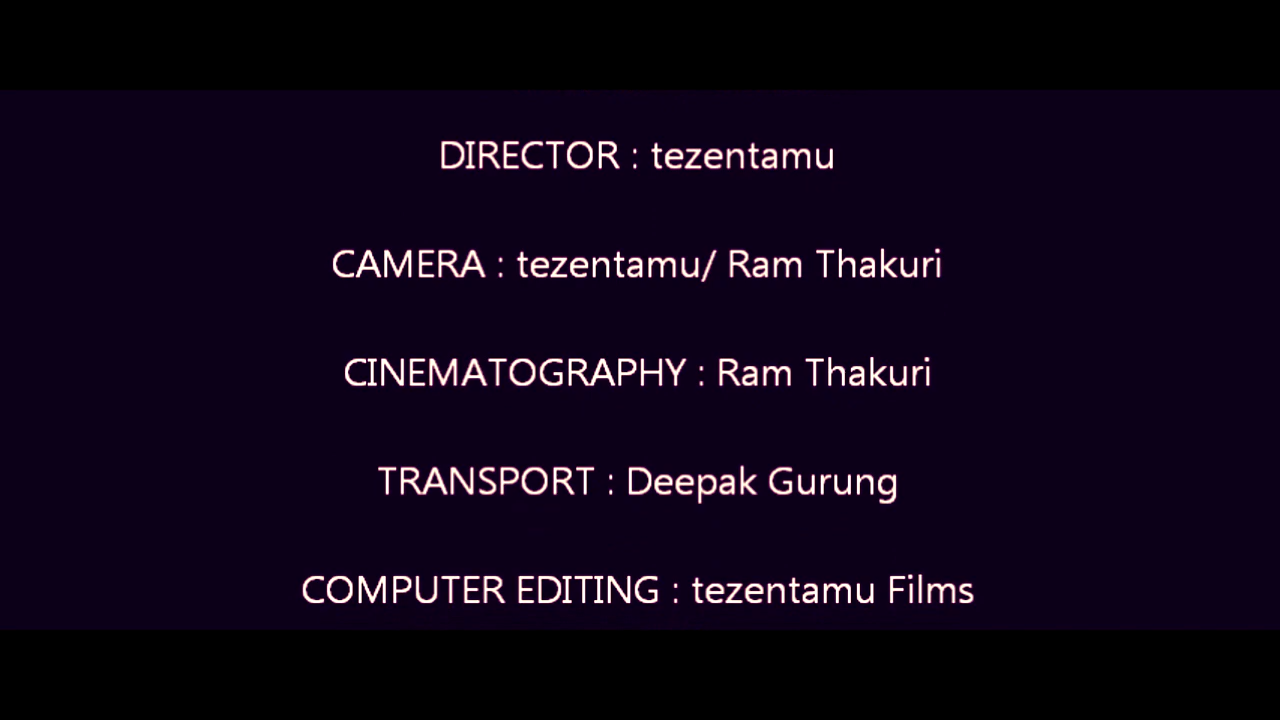 DIRECTOR : tezentamu
CAMERA : tezentamu/ Ram Thakuri
CINEMATOGRAPHY : Ram Thakuri
TRANSPORT : Deepak Gurung
COMPUTER EDITING : tezentamu Films